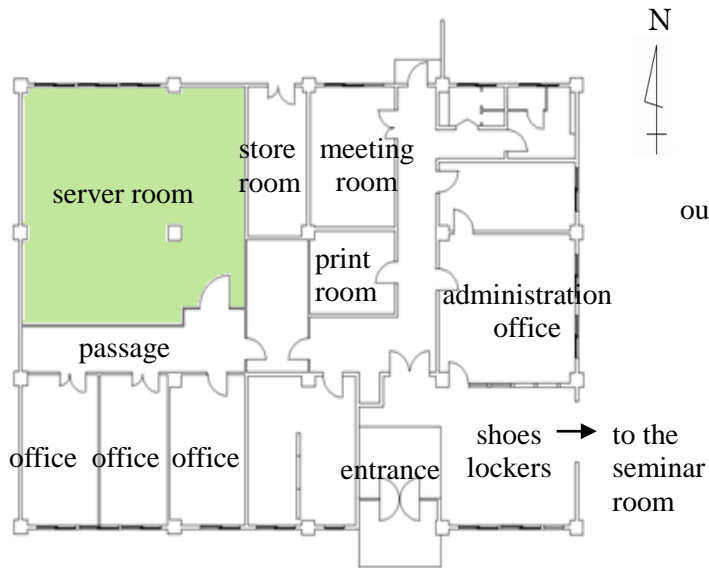 N
store
room
meeting
room
server room
ou
print
room
administration
office
passage
office
office
office
entrance
shoes
lockers
to the
seminar
room